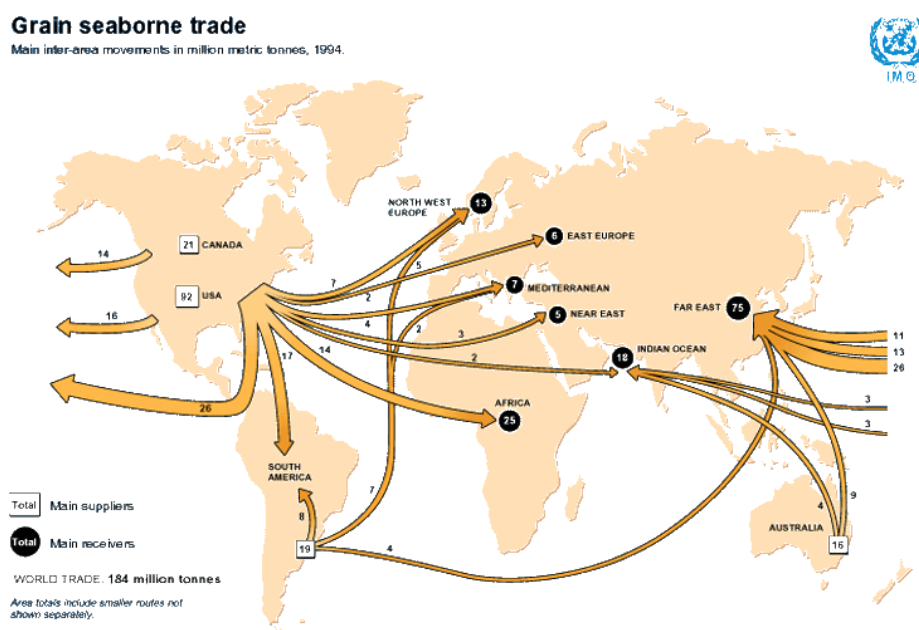 Grain seaborne trade
Main inter-area movements in million metric tonnes, 1994.
I.M.O.
NORTH WEST
EUROPE
13
6 EAST EUROPE
21 CANADA
14
5
7
7 MEDITERRANEAN
92 USA
2
FAR EAST 75
5 NEAR EAST
16
4
2
3
11
14
17
2
18 INDIAN OCEAN
13
26
26
AFRICA
25
3
3
SOUTH
AMERICA
7
9
4
8
Total Main suppliers
AUSTRALIA
16
19
4
Total Main receivers
WORLD TRADE. 184 million tonnes
Area totals include smaller routes not
shown separately.